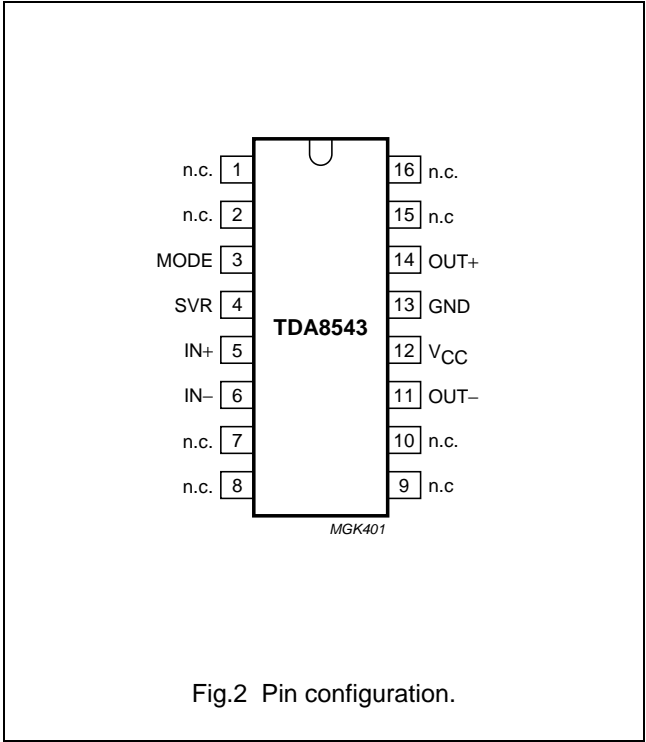 n.c. 1 16 n.c.
n.c. 2 15 n.c
MODE 3 14 OUT+
SVR 4 13 GND
TDA8543
IN+ 5 12 VCC
IN− 6 11 OUT−
n.c. 7 10 n.c.
n.c. 8 9 n.c
MGK401
Fig.2 Pin configuration.